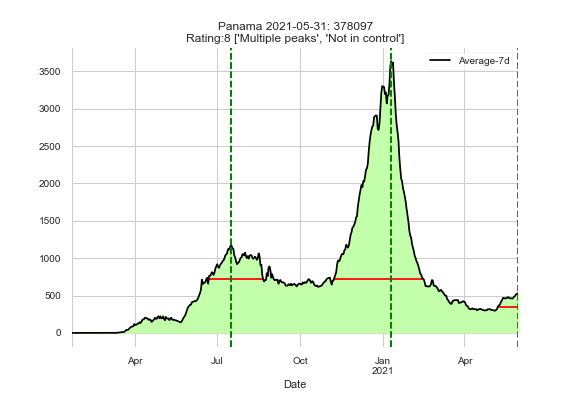 Panama 2021-05-31: 378097
Rating:8 ['Multiple peaks', 'Not in control']
Average-7d
3500
3000
2500
2000
1500
1000
500
0
Apr
Jul
Oct
Jan
2021
Apr
Date